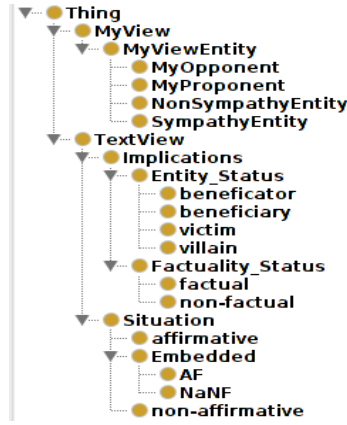 Thing
MyView
MyViewEntity
MyOpponent
MyProponent
NonSympathyEntity
SympathyEntity
TextView
Implications
Entity_Status
beneficator
beneficiary
victim
villain
Factuality_Status
factual
non-factual
Situation
affirmative
Embedded
AF
NaNF
non-affirmative